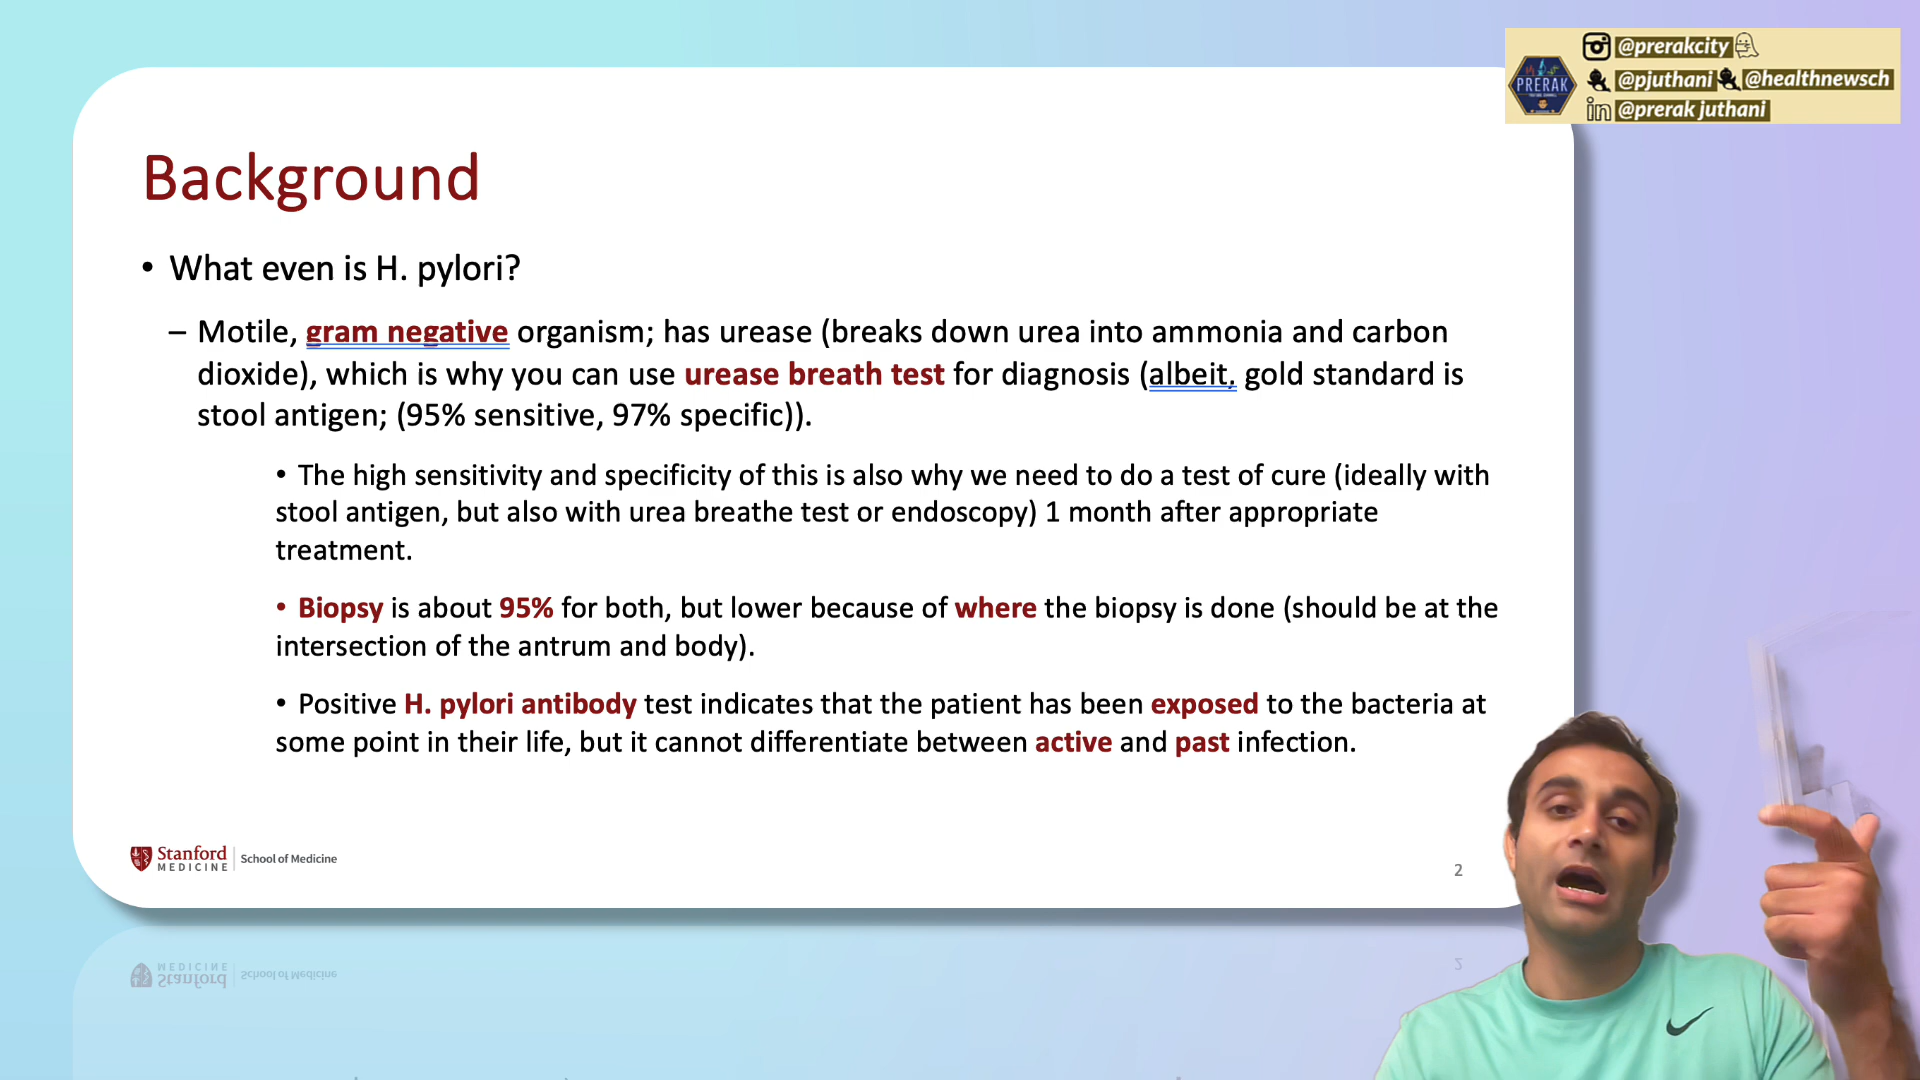 @prerakcity
PRERAK
@pjuthani @healthnewsch
in @prerak juthani
Background
• What even is H. pylori?
– Motile, gram negative organism; has urease (breaks down urea into ammonia and carbon
dioxide), which is why you can use urease breath test for diagnosis (albeit, gold standard is
stool antigen; (95% sensitive, 97% specific)).
• The high sensitivity and specificity of this is also why we need to do a test of cure (ideally with
stool antigen, but also with urea breathe test or endoscopy) 1 month after appropriate
treatment.
• Biopsy is about 95% for both, but lower because of where the biopsy is done (should be at the
intersection of the antrum and body).
• Positive H. pylori antibody test indicates that the patient has been exposed to the bacteria at
some point in their life, but it cannot differentiate between active and past infection.
Stanford
MEDICINE
School of Medicine
2